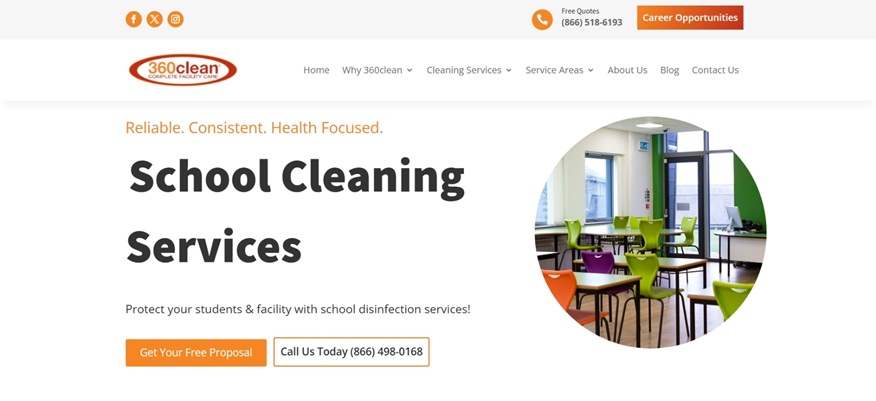 Free Quotes
(866) 518-6193
Career Opportunities
360clean
COMPLETE FACILITY CARE
Home
Why 360clean
Cleaning Services
Service Areas
About Us
Blog
Contact Us
Reliable. Consistent. Health Focused.
School Cleaning
Services
Protect your students & facility with school disinfection services!
Get Your Free Proposal
Call Us Today (866) 498-0168